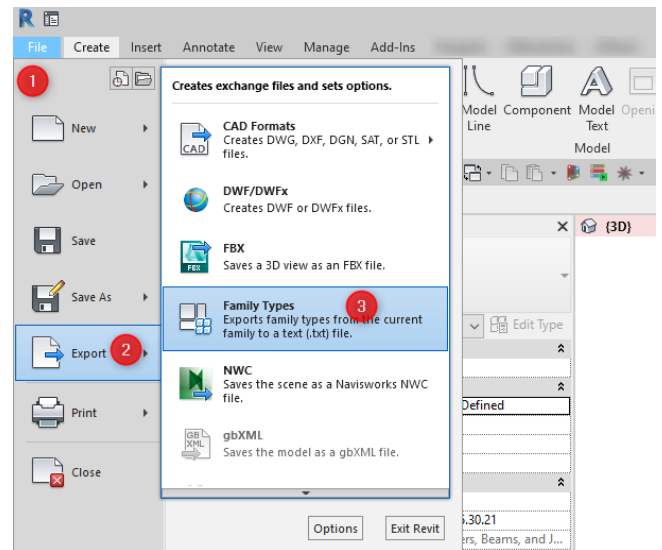 R
File Create Insert Annotate View Manage Add-Ins
1
Creates exchange files and sets options.
New
Open
Save
Save As
Export 2
Print
Close
CAD
CAD Formats
Creates DWG, DXF, DGN, SAT, or STL
files.
DWF/DWFx
Creates DWF or DWFx files.
FBX
FBX
Saves a 3D view as an FBX file.
Family Types 3
Exports family types from the current
family to a text (.txt) file.
N
NWC
Saves the scene as a Navisworks NWC
file.
GB
XML
gbXML
Saves the model as a gbXML file.
Options Exit Revit
Model Component Model Openi
Line Text
Model
{3D}
Edit Type
Defined
.30.21
ers, Beams, and J...